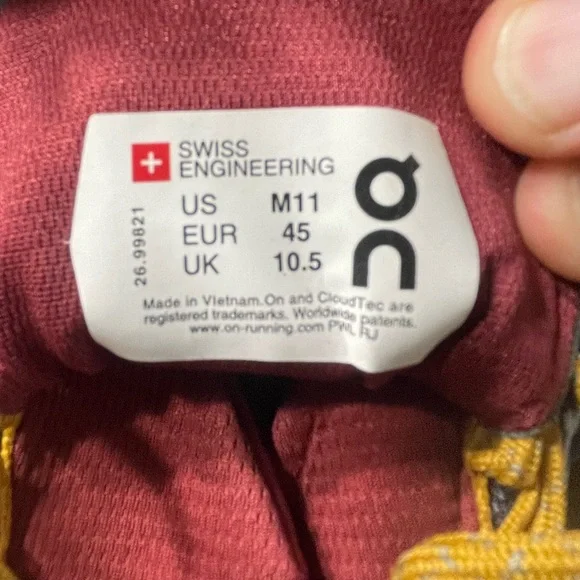 SWISS
ENGINEERING
US M11
EUR 45
UK 10.5
26.99821
Made in Vietnam.On and CloudTec are
registered trademarks. Worldwide patents.
www.on-running.com PWL RJ